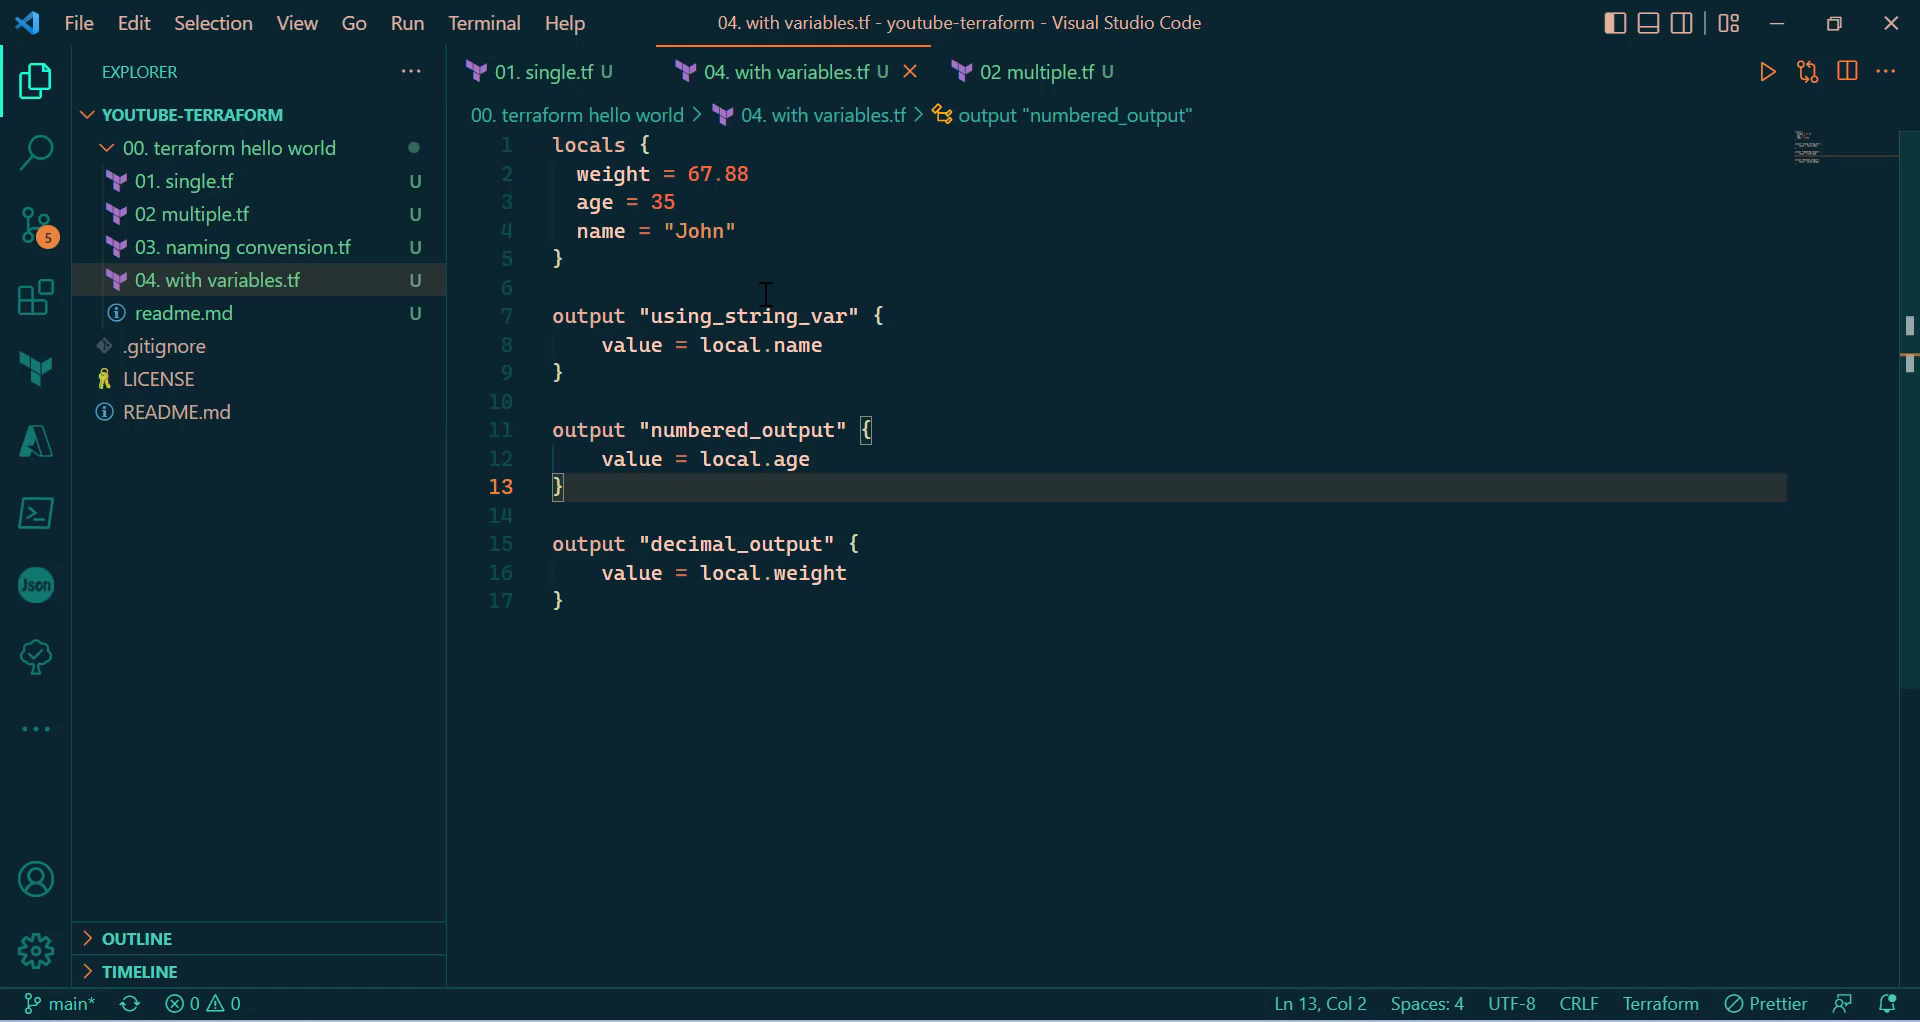 File Edit Selection View Go Run Terminal Help
04. with variables.tf - youtube-terraform - Visual Studio Code
EXPLORER
YOUTUBE-TERRAFORM
00. terraform hello world
01. single.tf U
02 multiple.tf U
03. naming convension.tf U
04. with variables.tf U
readme.md U
.gitignore
LICENSE
README.md
5
Json
OUTLINE
TIMELINE
01. single.tf U
04. with variables.tf U
02 multiple.tf U
00. terraform hello world > 04. with variables.tf > output "numbered_output"
1 locals {
2 weight = 67.88
3 age = 35
4 name = "John"
5 }
6
7 output "using_string_var" {
8 value = local.name
9 }
10
11 output "numbered_output" {
12 value = local.age
13 }
14
15 output "decimal_output" {
16 value = local.weight
17 }
main* 0 0
Ln 13, Col 2 Spaces: 4 UTF-8 CRLF Terraform Prettier